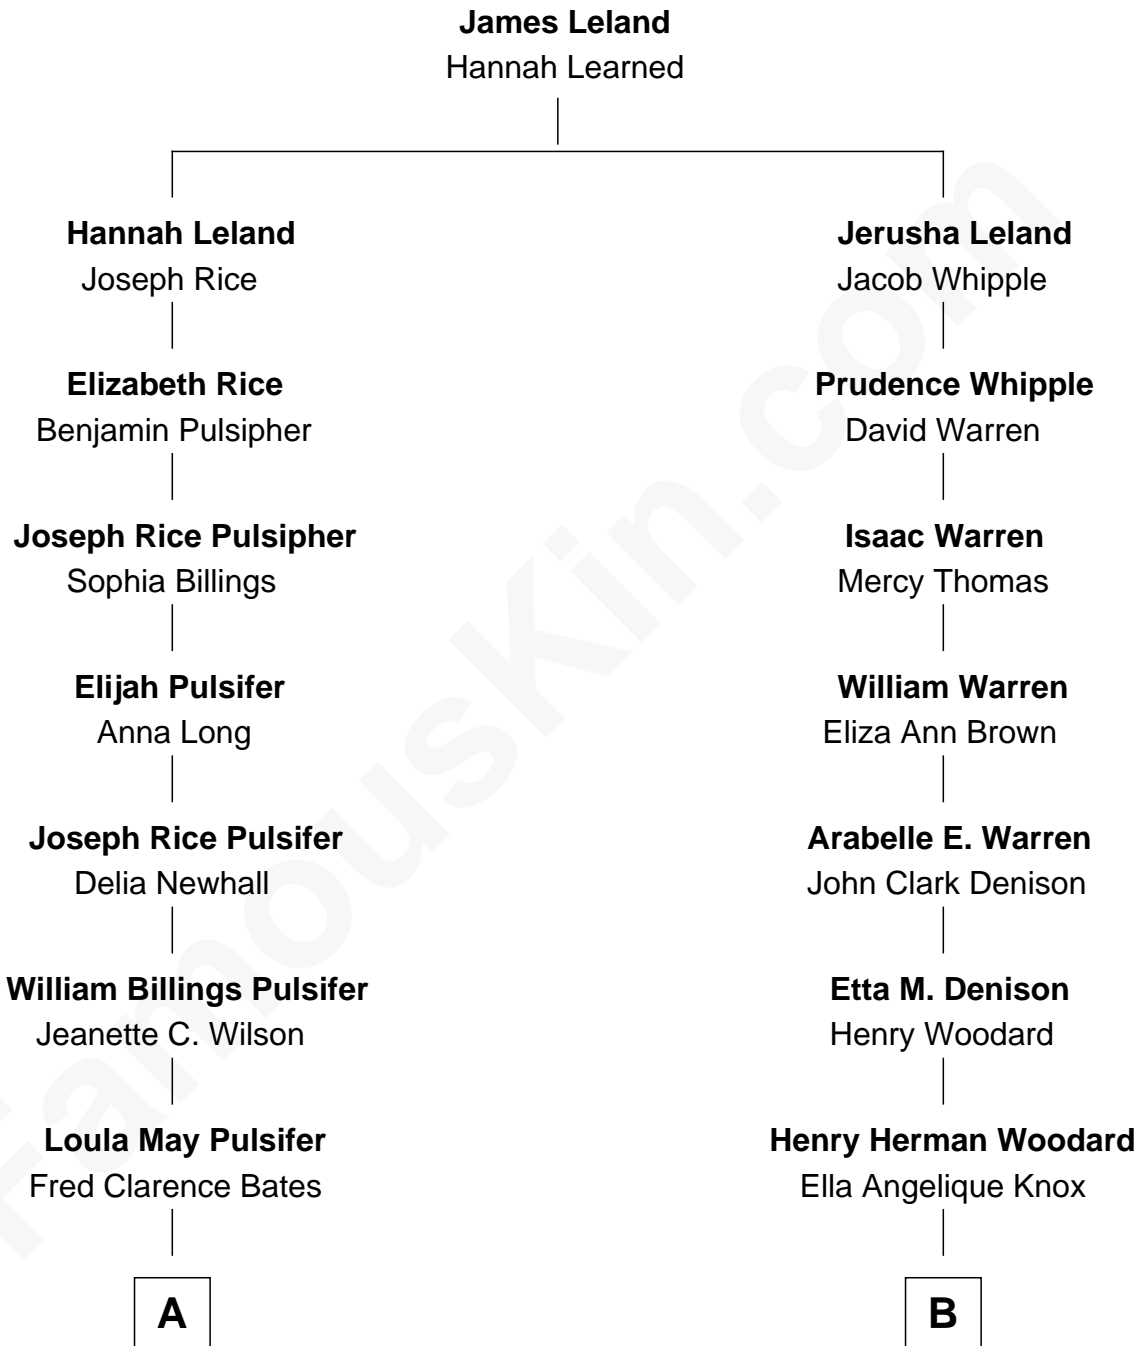 James Leland
Hannah Learned
Hannah Leland
Joseph Rice
Jerusha Leland
Jacob Whipple
Elizabeth Rice
Benjamin Pulsipher
Prudence Whipple
David Warren
Joseph Rice Pulsipher
Sophia Billings
Isaac Warren
Mercy Thomas
Elijah Pulsifer
Anna Long
William Warren
Eliza Ann Brown
Joseph Rice Pulsifer
Delia Newhall
Arabelle E. Warren
John Clark Denison
William Billings Pulsifer
Jeanette C. Wilson
Etta M. Denison
Henry Woodard
Loula May Pulsifer
Fred Clarence Bates
Henry Herman Woodard
Ella Angelique Knox
A
B
FamousKin.com